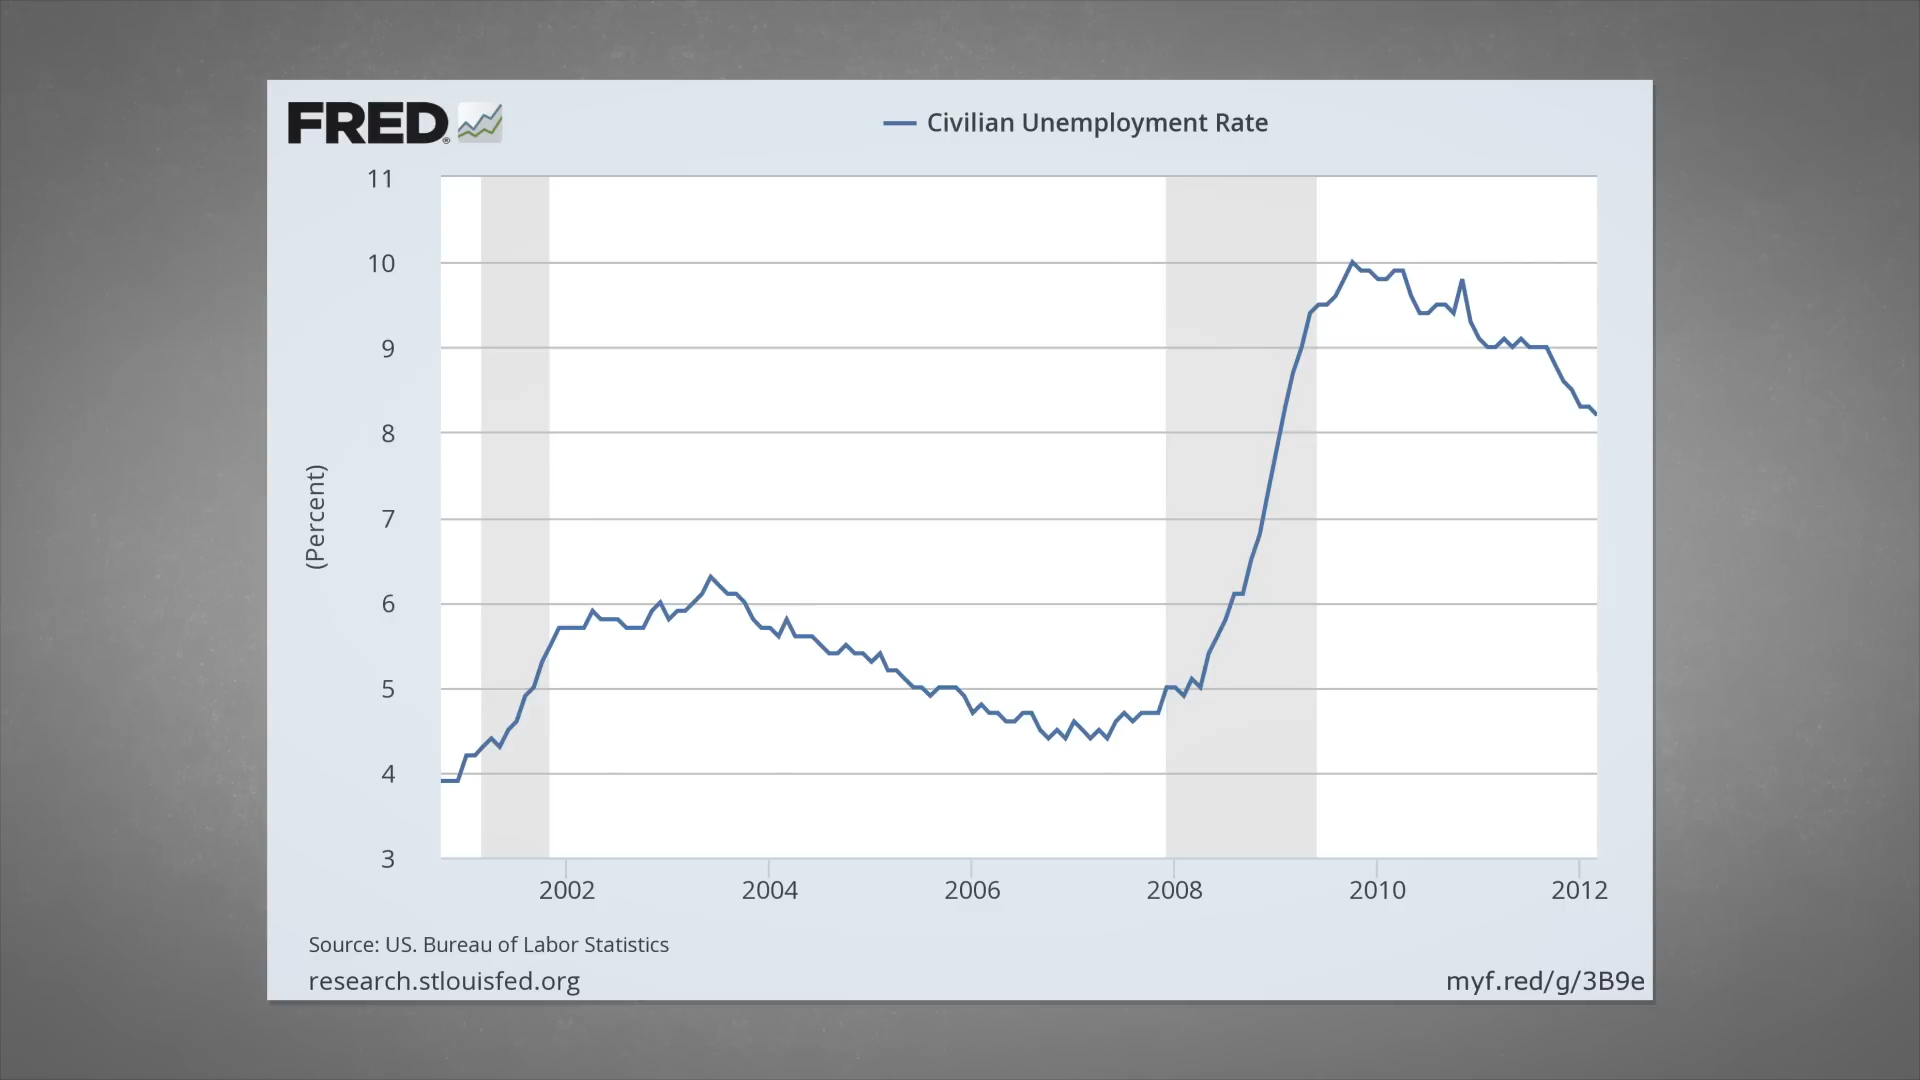 FRED®
Civilian Unemployment Rate
11
10
9
8
7
6
5
4
3
(Percent)
2002 2004 2006 2008 2010 2012
Source: US. Bureau of Labor Statistics
research.stlouisfed.org
myf.red/g/3B9e